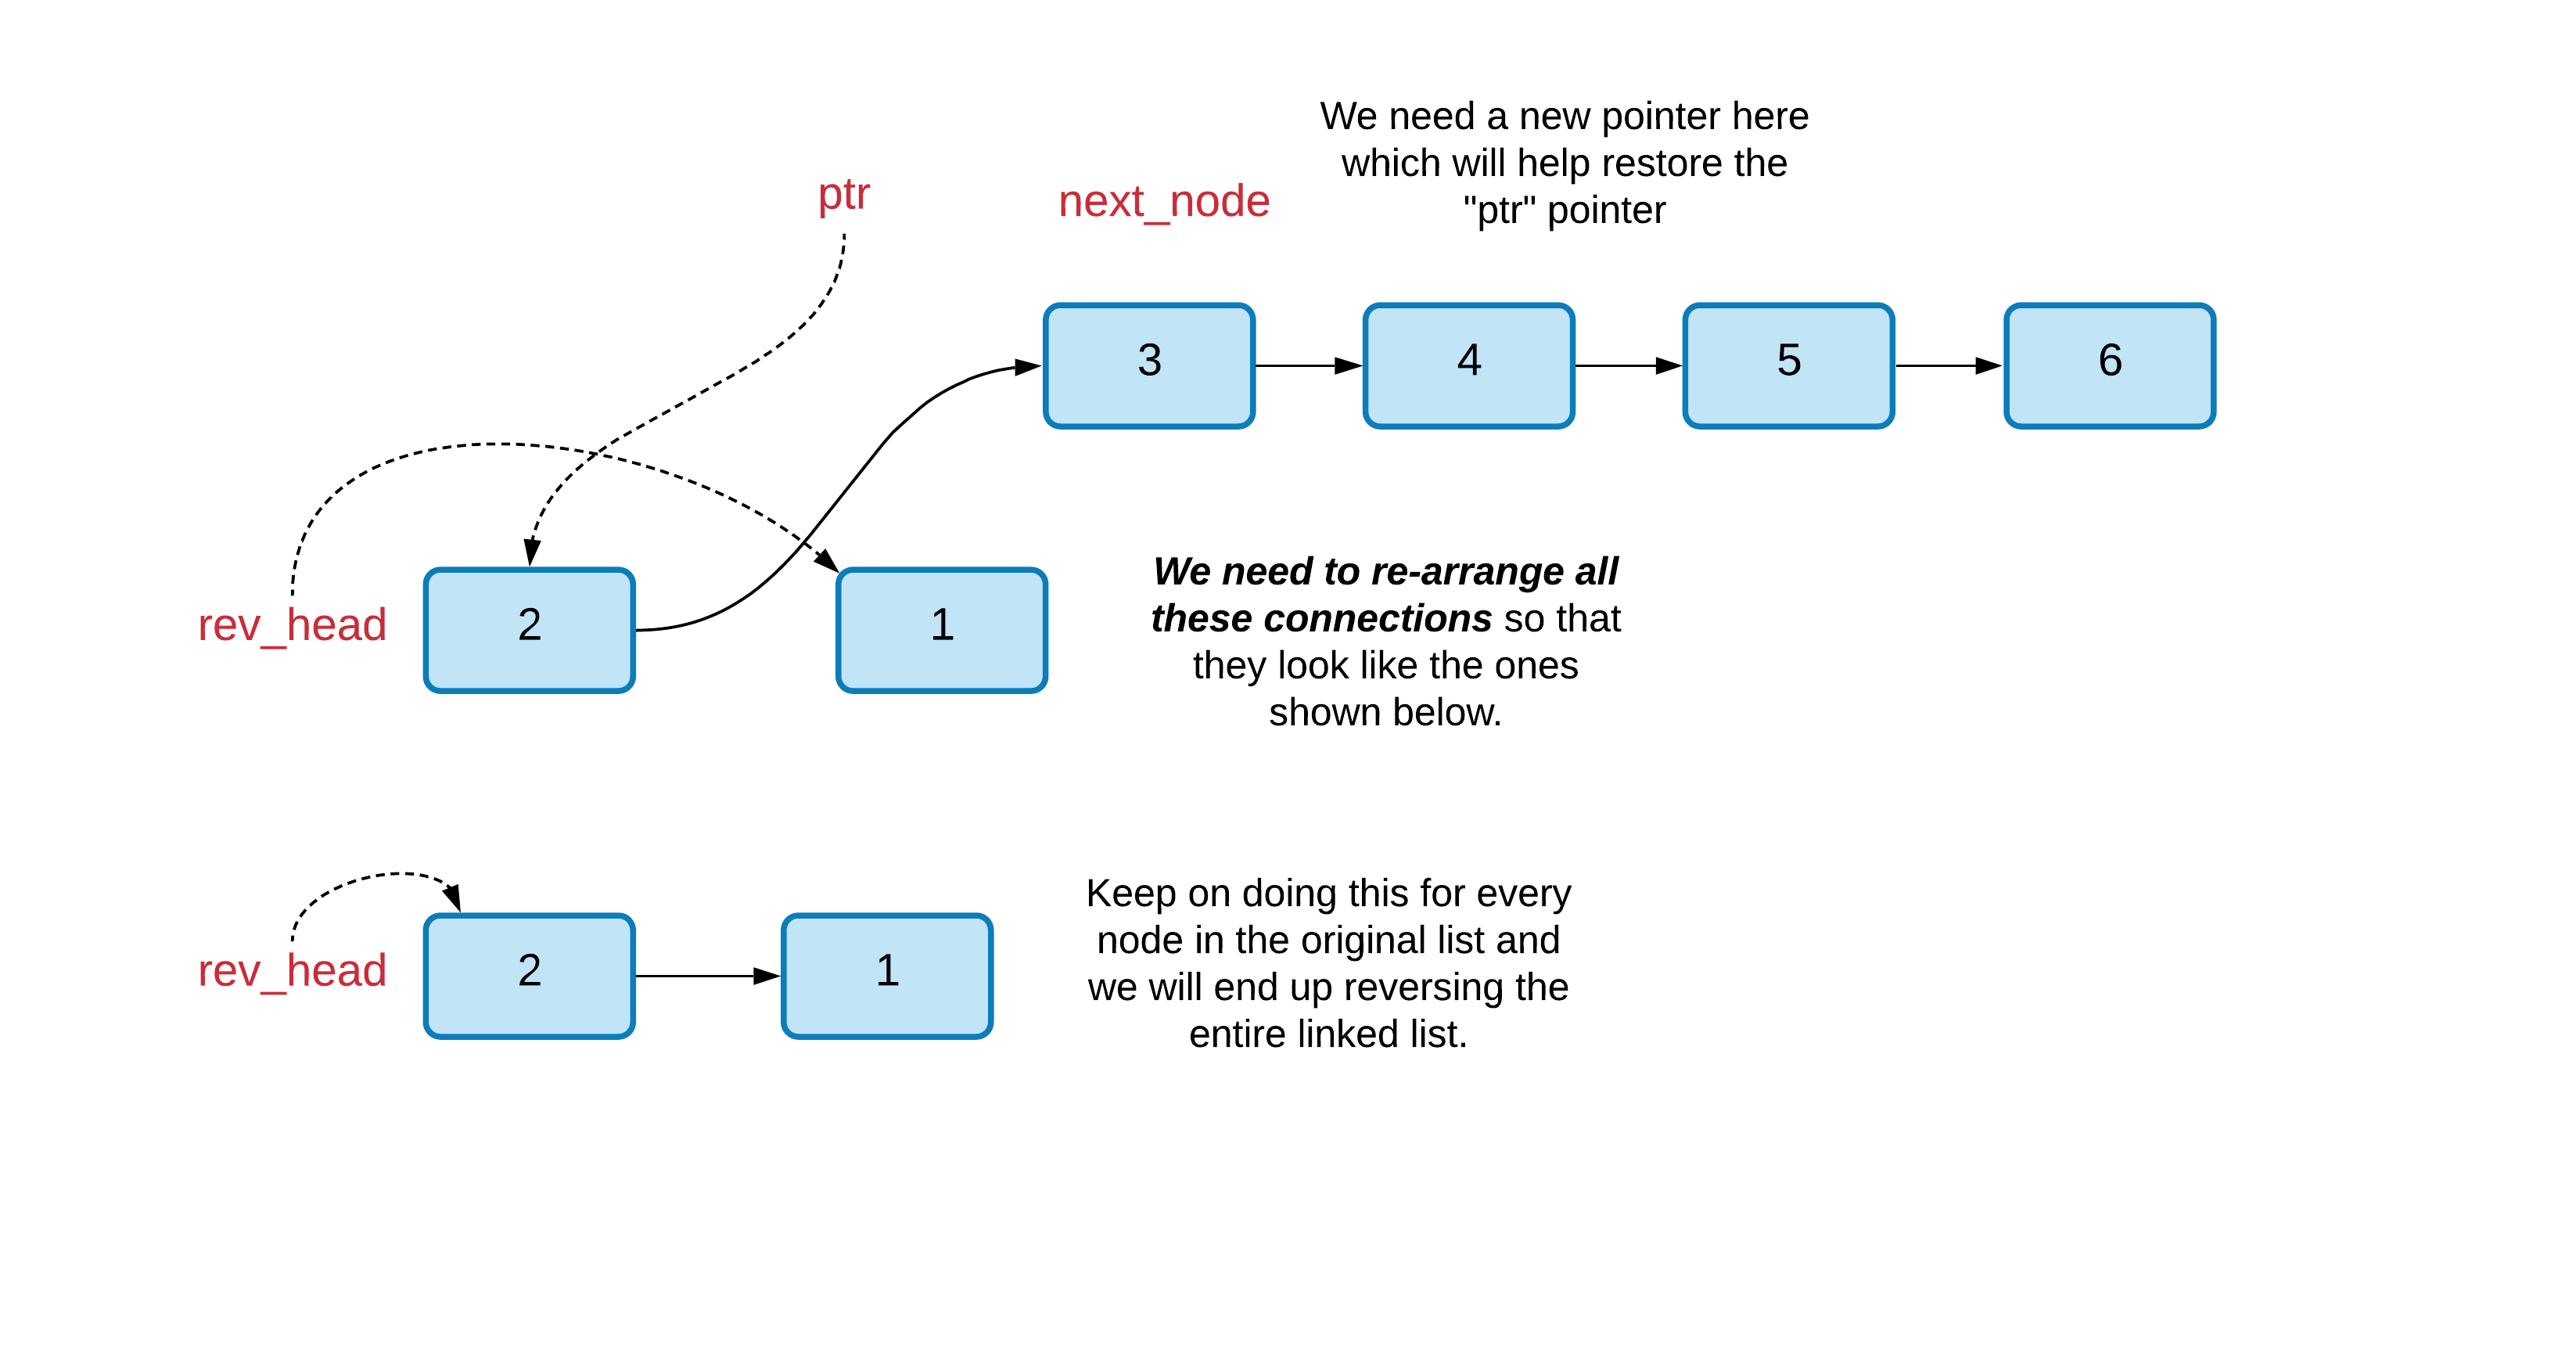 We need a new pointer here
which will help restore the
"ptr" pointer
ptr
next_node
3
4
5
6
We need to re-arrange all
these connections so that
they look like the ones
shown below.
rev_head
2
1
Keep on doing this for every
node in the original list and
we will end up reversing the
entire linked list.
rev_head
2
1